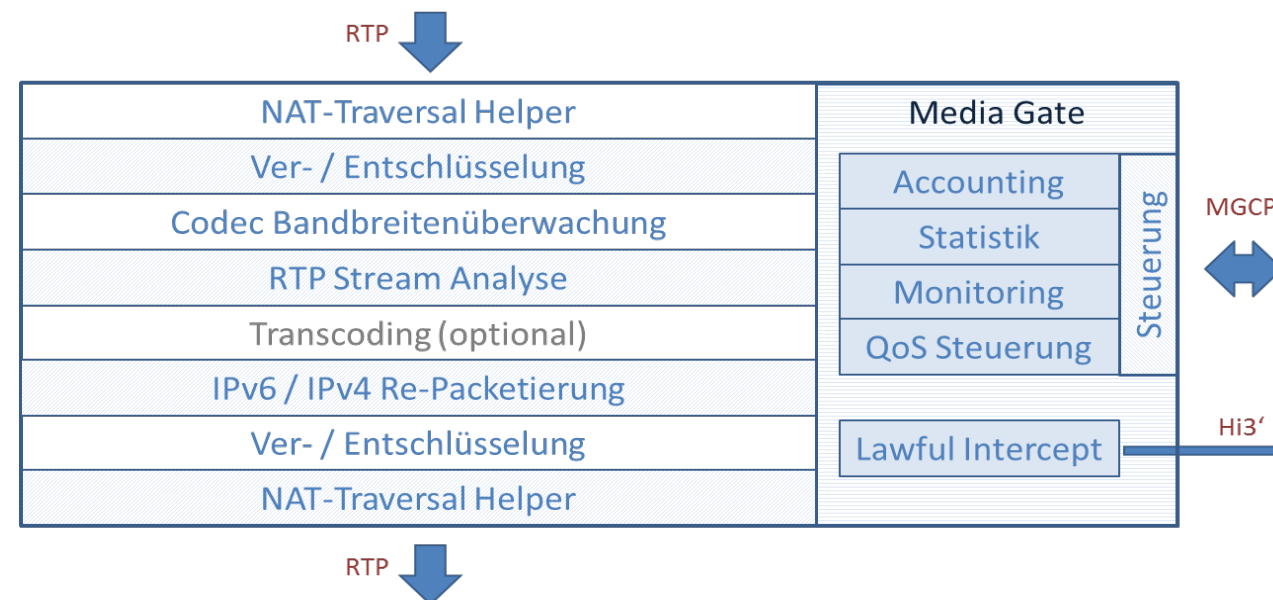 RTP
NAT-Traversal Helper
Ver- / Entschlüsselung
Codec Bandbreitenüberwachung
RTP Stream Analyse
Transcoding (optional)
IPv6 / IPv4 Re-Packetierung
Ver- / Entschlüsselung
NAT-Traversal Helper
RTP
Media Gate
Accounting
Statistik
Monitoring
QoS Steuerung
Steuerung
Lawful Intercept
MGCP
Hi3‘